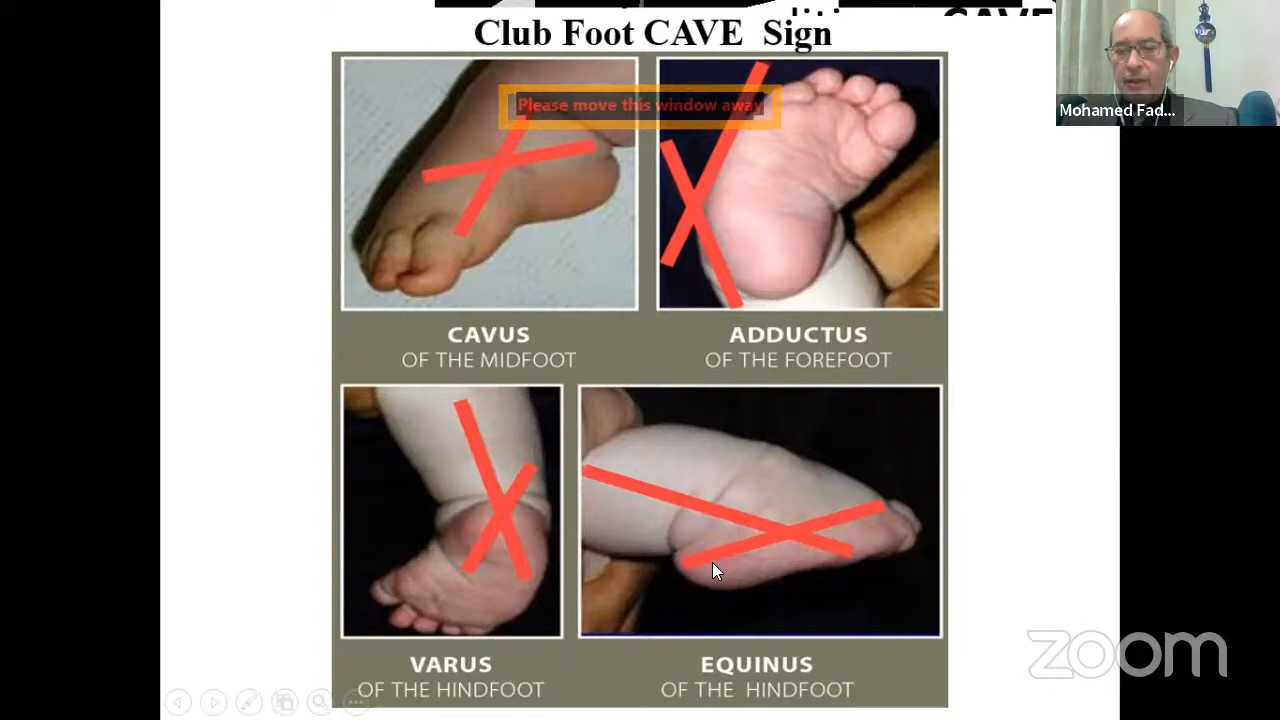 CAVE
Club Foot CAVE Sign
Please move this window away
Mohamed Fad...
CAVUS
OF THE MIDFOOT
ADDUCTUS
OF THE FOREFOOT
VARUS
OF THE HINDFOOT
EQUINUS
OF THE HINDFOOT
zoom